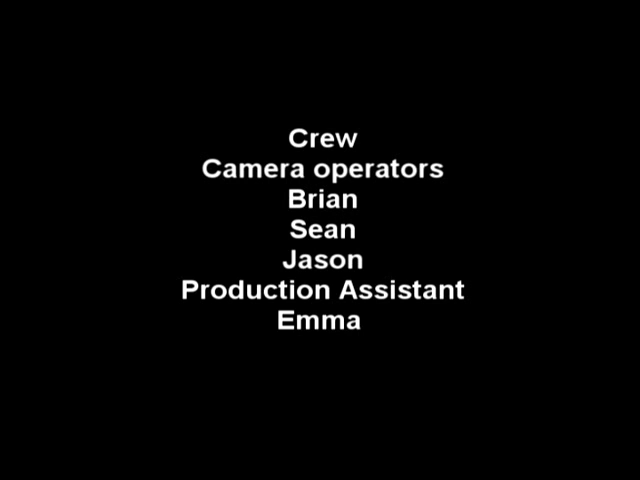 Crew
Camera operators
Brian
Sean
Jason
Production Assistant
Emma